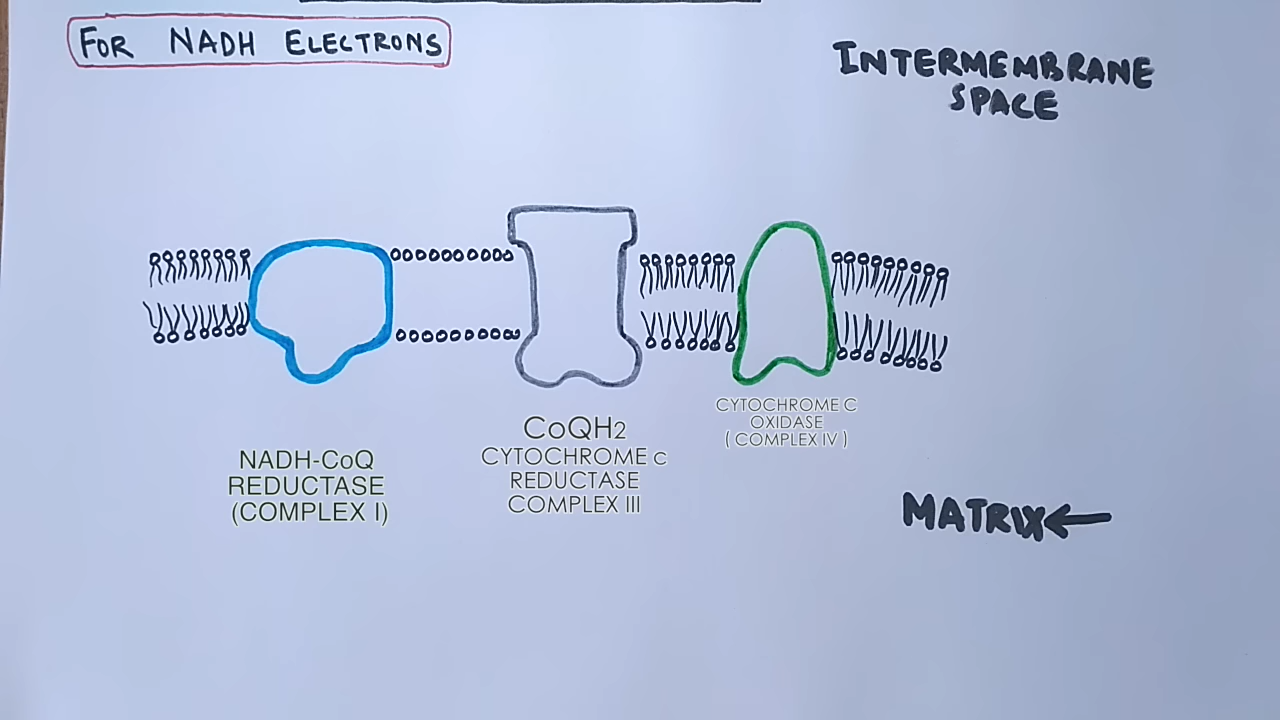 FOR NADH ELECTRONS
INTERMEMBRANE
SPACE
NADH-CoQ
REDUCTASE
(COMPLEX I)
CoQH2
CYTOCHROME c
REDUCTASE
COMPLEX III
CYTOCHROME C
OXIDASE
( COMPLEX IV )
MATRIX